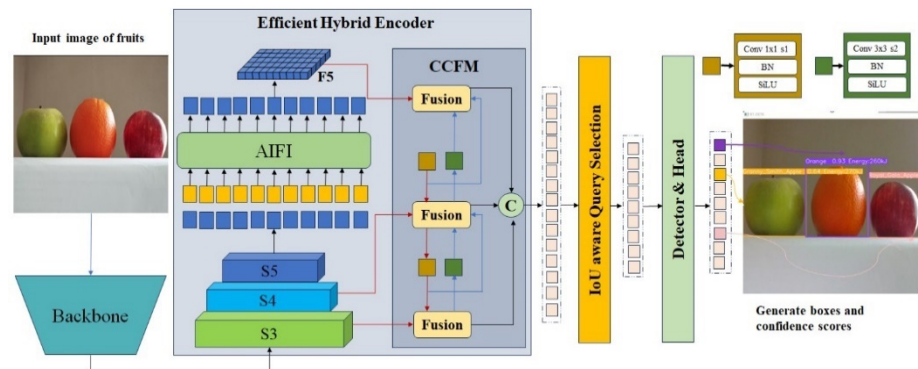 Efficient Hybrid Encoder
Input image of fruits
F5
CCFM
Fusion
AIFI
Fusion
C
S5
S4
S3
Fusion
Backbone
IoU aware Query Selection
Detector & Head
Conv 1x1 s1
BN
SiLU
Conv 3x3 s2
BN
SiLU
Orange
Generate boxes and
confidence scores